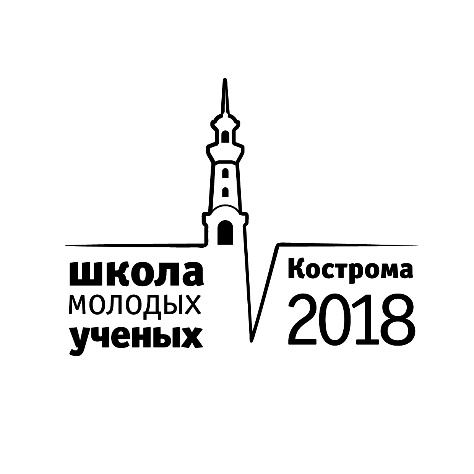 школа
молодых
ученых
Кострома
2018